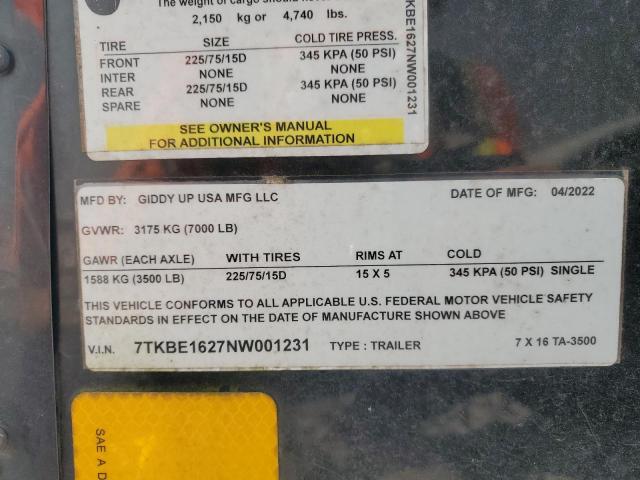 The weight of cargo should never
2,150 kg or 4,740 lbs.
TIRE SIZE COLD TIRE PRESS.
FRONT 225/75/15D 345 KPA (50 PSI)
INTER NONE NONE
REAR 225/75/15D 345 KPA (50 PSI)
SPARE NONE NONE
SEE OWNER'S MANUAL
FOR ADDITIONAL INFORMATION
TKBE1627NW001231
MFD BY: GIDDY UP USA MFG LLC DATE OF MFG: 04/2022
GVWR: 3175 KG (7000 LB)
GAWR (EACH AXLE) WITH TIRES RIMS AT COLD
1588 KG (3500 LB) 225/75/15D 15 X 5 345 KPA (50 PSI) SINGLE
THIS VEHICLE CONFORMS TO ALL APPLICABLE U.S. FEDERAL MOTOR VEHICLE SAFETY
STANDARDS IN EFFECT ON THE DATE OF MANUFACTURE SHOWN ABOVE
V.I.N. 7TKBE1627NW001231 TYPE : TRAILER 7 X 16 TA-3500
SAE A D